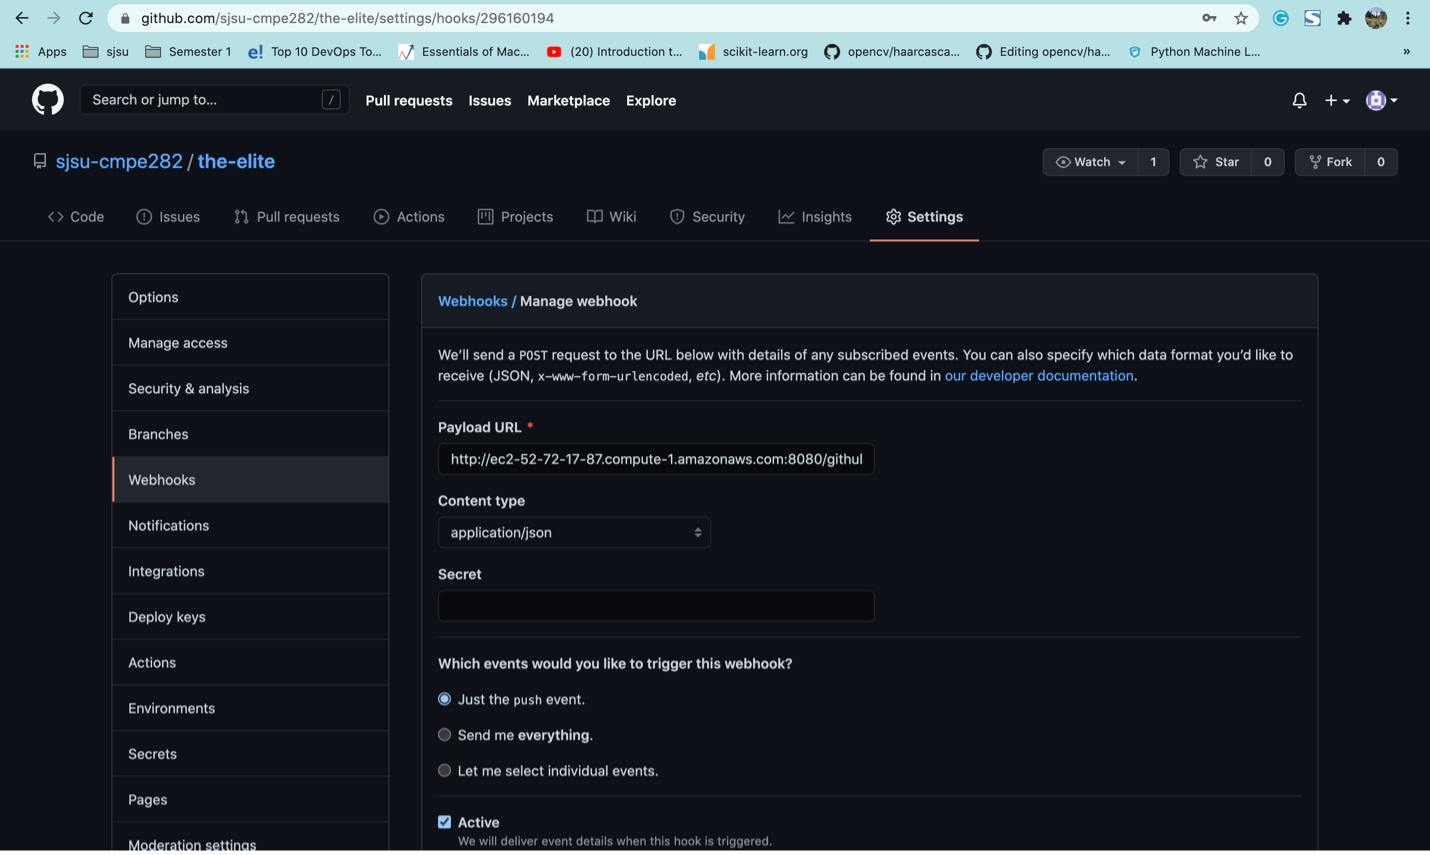 github.com/sjsu-cmpe282/the-elite/settings/hooks/296160194
Apps sjsu Semester 1 e! Top 10 DevOps To... Essentials of Mac... (20) Introduction t... scikit-learn.org opencv/haarcasca... Editing opencv/ha... Python Machine L... »
Search or jump to... / Pull requests Issues Marketplace Explore
sjsu-cmpe282 / the-elite Watch 1 Star 0 Fork 0
Code Issues Pull requests Actions Projects Wiki Security Insights Settings
Options
Manage access
Security & analysis
Branches
Webhooks
Notifications
Integrations
Deploy keys
Actions
Environments
Secrets
Pages
Moderation settings
Webhooks / Manage webhook
We’ll send a POST request to the URL below with details of any subscribed events. You can also specify which data format you’d like to
receive (JSON, x-www-form-urlencoded, etc). More information can be found in our developer documentation.
Payload URL *
http://ec2-52-72-17-87.compute-1.amazonaws.com:8080/githul
Content type
application/json
Secret
Which events would you like to trigger this webhook?
Just the push event.
Send me everything.
Let me select individual events.
Active
We will deliver event details when this hook is triggered.